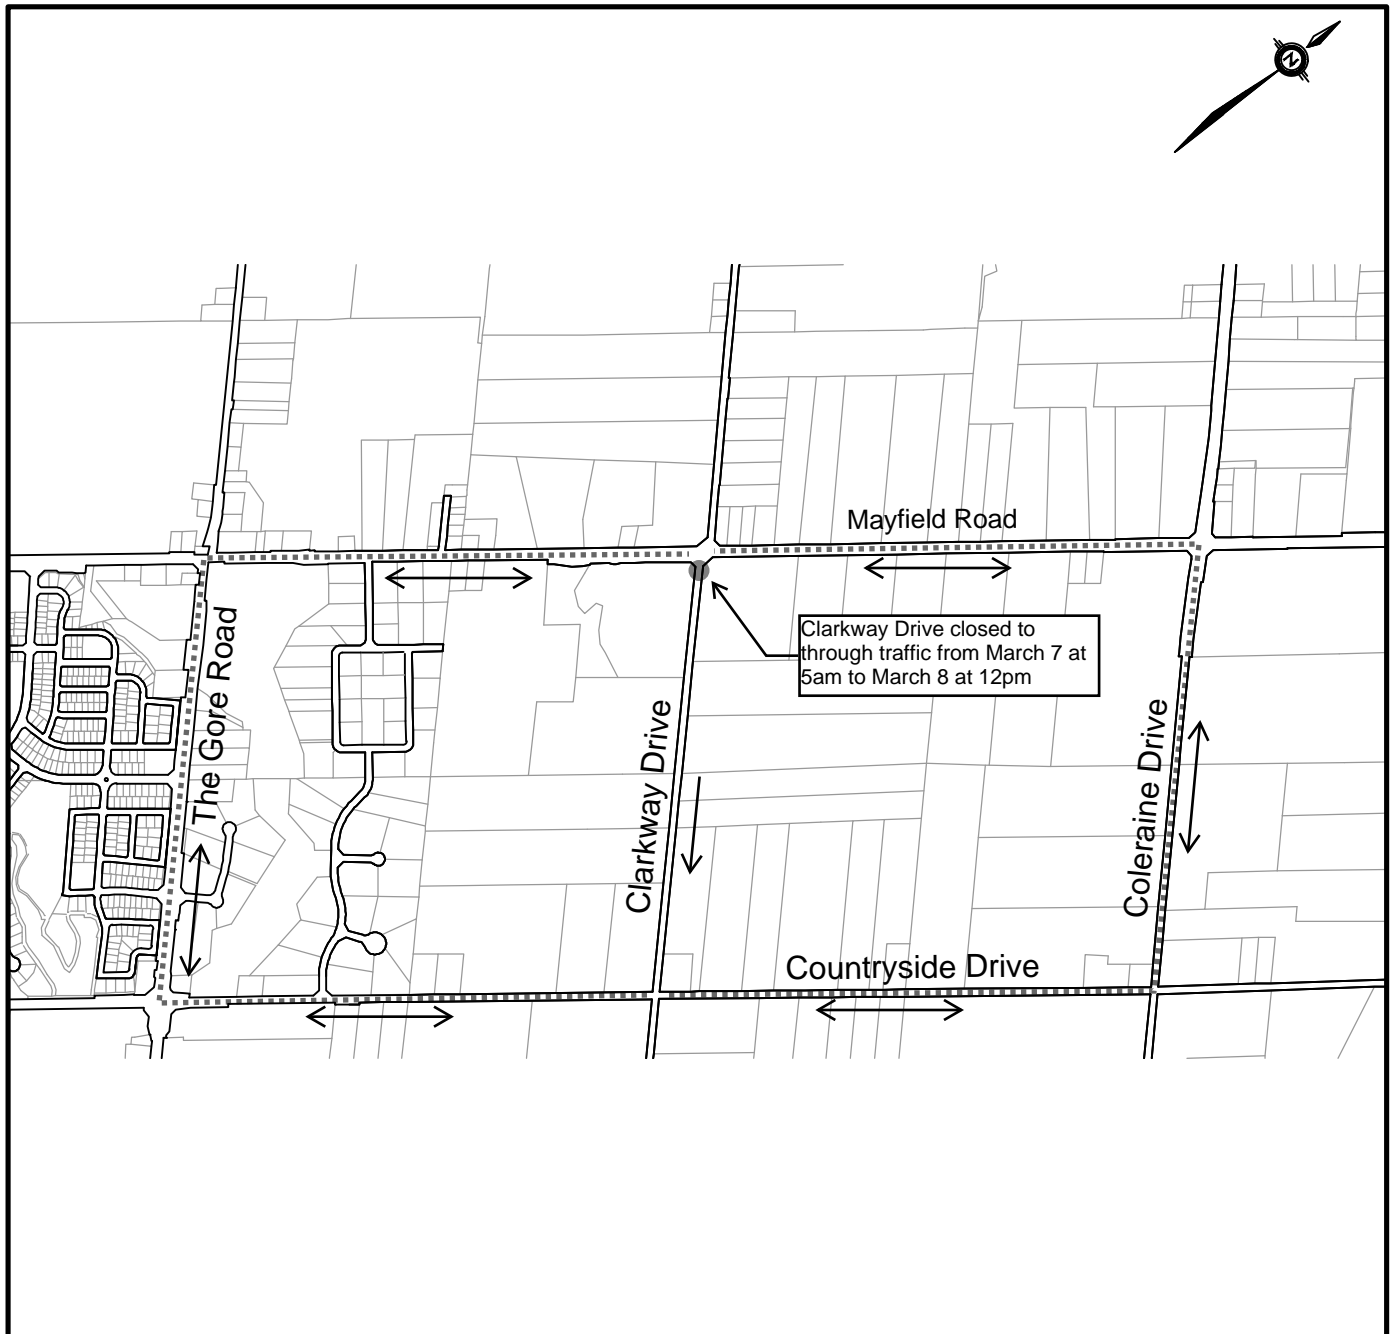 N
Mayfield Road
Clarkway Drive closed to
through traffic from March 7 at
5am to March 8 at 12pm
The Gore Road
Clarkway Drive
Coleraine Drive
Countryside Drive